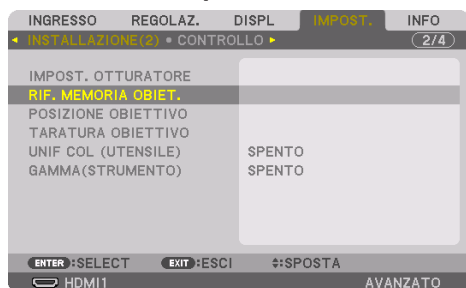 INGRESSO REGOLAZ. DISPL IMPOST. INFO
◂ INSTALLAZIONE(2) • CONTROLLO ▸ 2/4
IMPOST. OTTURATORE
RIF. MEMORIA OBIET.
POSIZIONE OBIETTIVO
TARATURA OBIETTIVO
UNIF COL (UTENSILE) SPENTO
GAMMA(STRUMENTO) SPENTO
ENTER :SELECT EXIT :ESCI ⬍:SPOSTA
HDMI1 AVANZATO